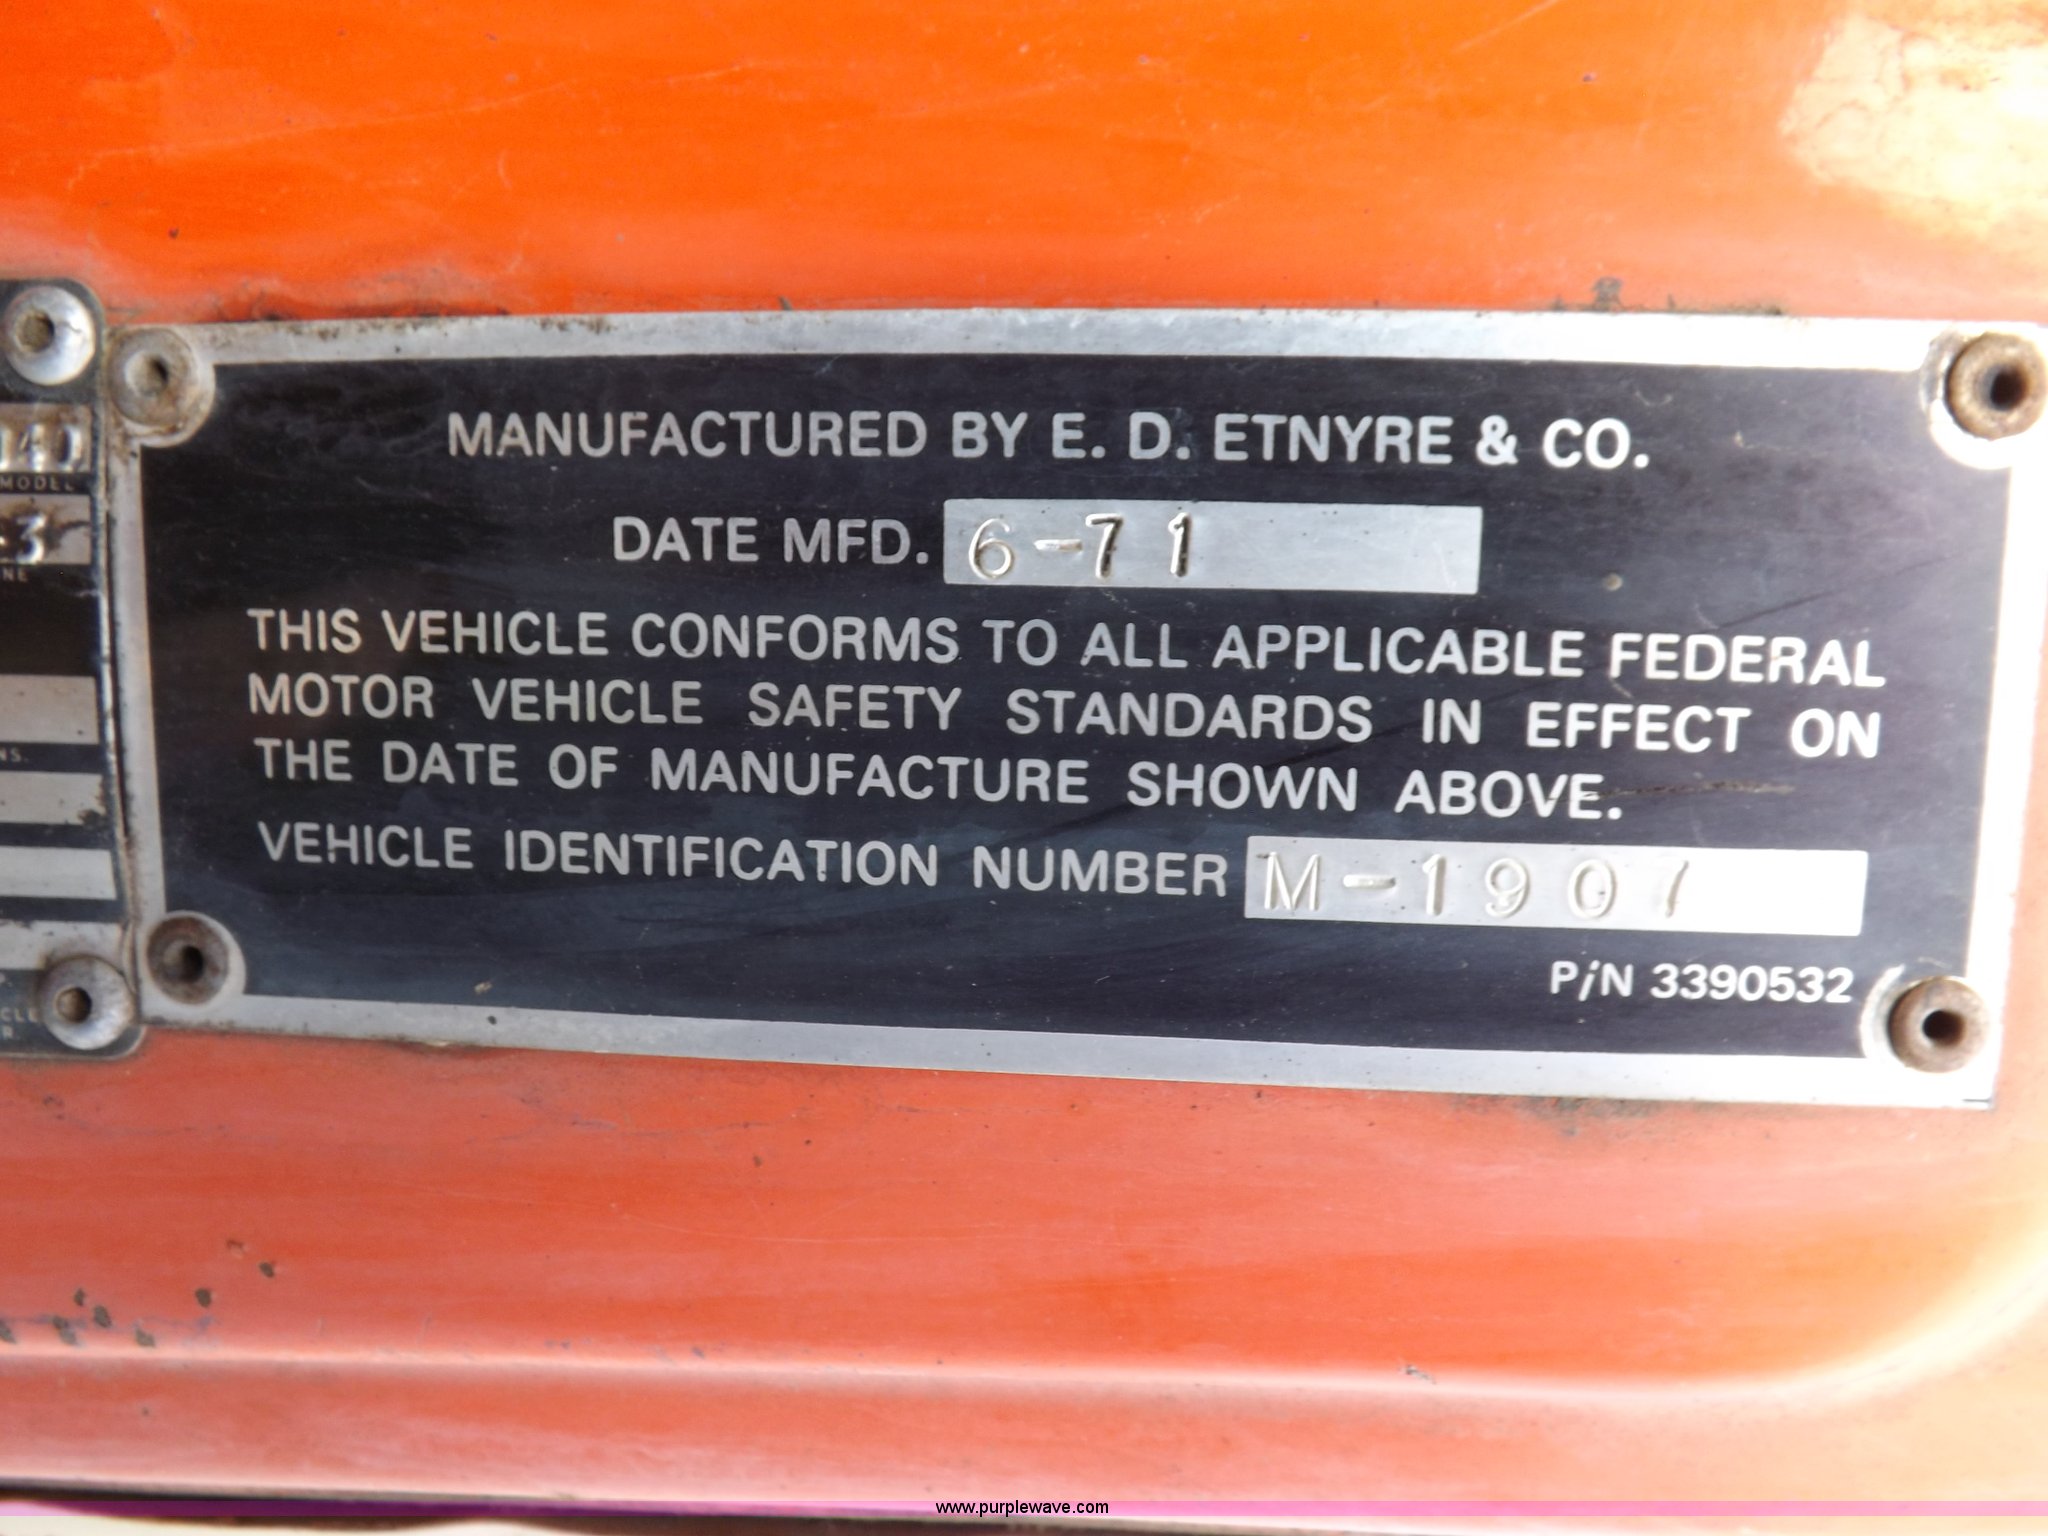 MANUFACTURED BY E. D. ETNYRE & CO.
DATE MFD. 6-71
THIS VEHICLE CONFORMS TO ALL APPLICABLE FEDERAL
MOTOR VEHICLE SAFETY STANDARDS IN EFFECT ON
THE DATE OF MANUFACTURE SHOWN ABOVE.
VEHICLE IDENTIFICATION NUMBER M-1907
P/N 3390532
MODEL
www.purplewave.com